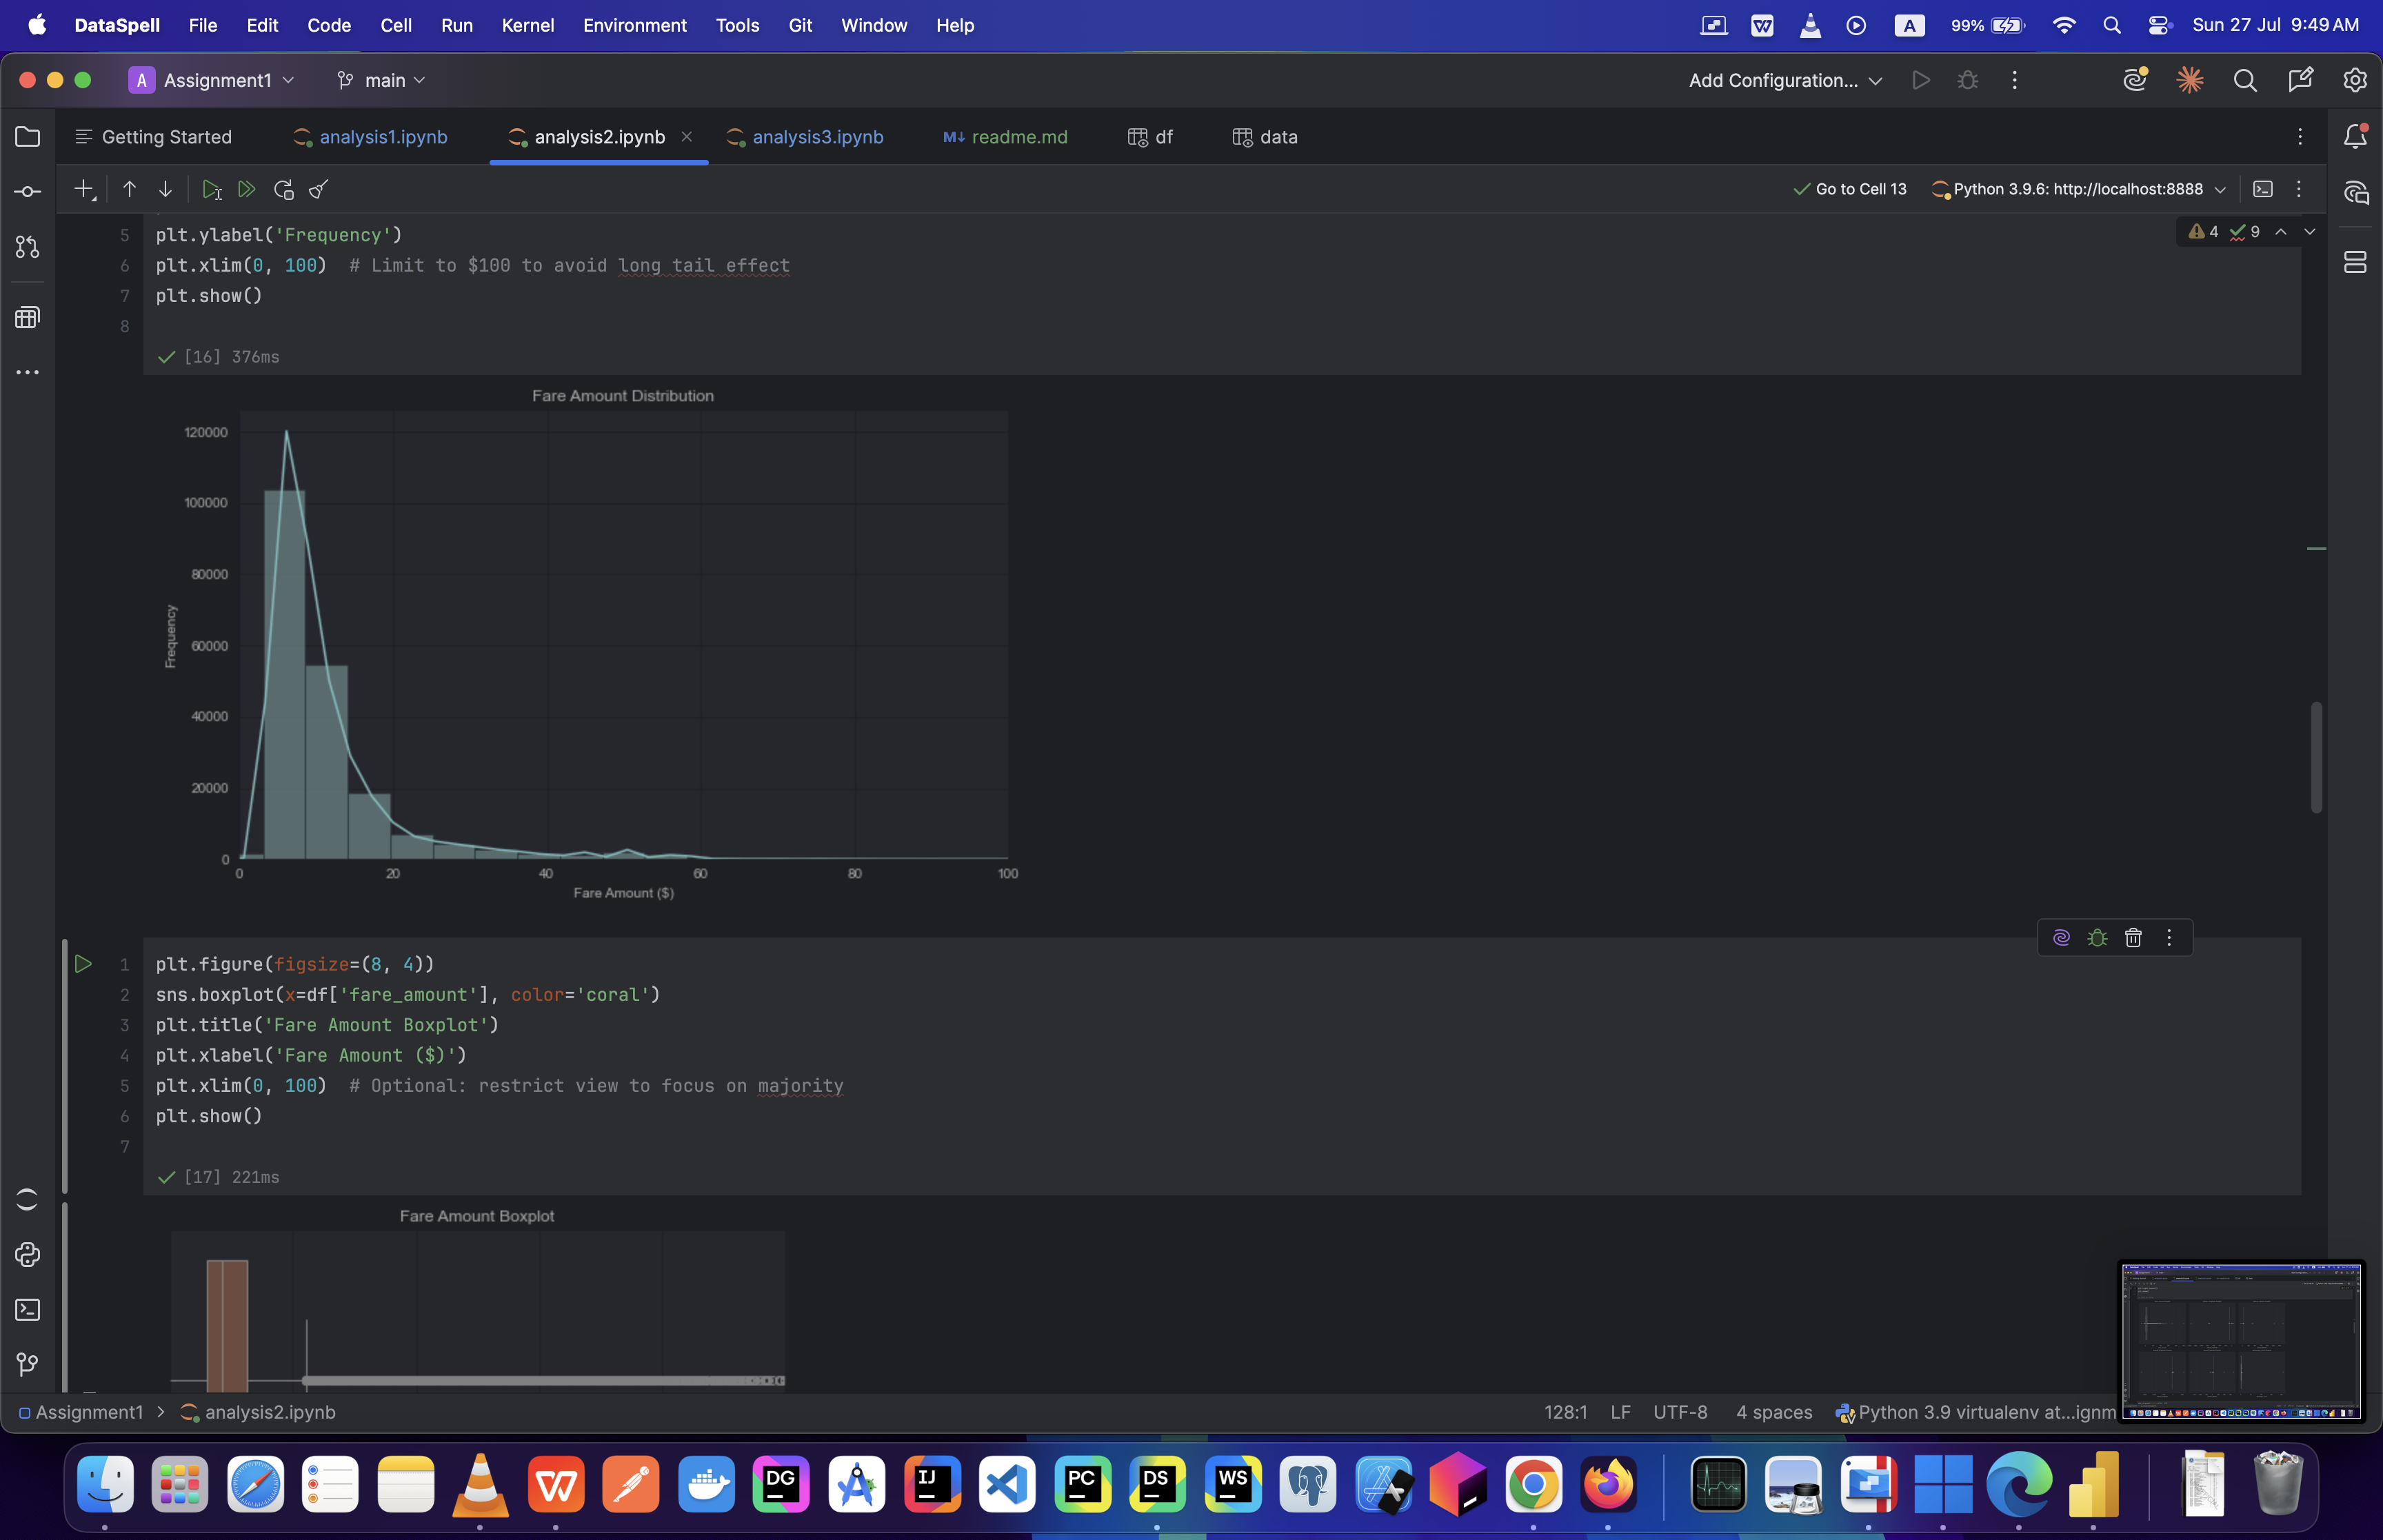 DataSpell File Edit Code Cell Run Kernel Environment Tools Git Window Help A 99% Sun 27 Jul 9:49 AM
A Assignment1 main Add Configuration...
Getting Started analysis1.ipynb analysis2.ipynb analysis3.ipynb M↓ readme.md df data
Go to Cell 13 Python 3.9.6: http://localhost:8888
4 9
5 plt.ylabel('Frequency')
6 plt.xlim(0, 100)  # Limit to $100 to avoid long tail effect
7 plt.show()
8
[16] 376ms
Fare Amount Distribution
120000
100000
80000
60000
40000
20000
0
Frequency
0 20 40 60 80 100
Fare Amount ($)
1 plt.figure(figsize=(8, 4))
2 sns.boxplot(x=df['fare_amount'], color='coral')
3 plt.title('Fare Amount Boxplot')
4 plt.xlabel('Fare Amount ($)')
5 plt.xlim(0, 100)  # Optional: restrict view to focus on majority
6 plt.show()
7
[17] 221ms
Fare Amount Boxplot
Assignment1 > analysis2.ipynb 128:1 LF UTF-8 4 spaces Python 3.9 virtualenv at...ignm
W DG IJ PC DS WS